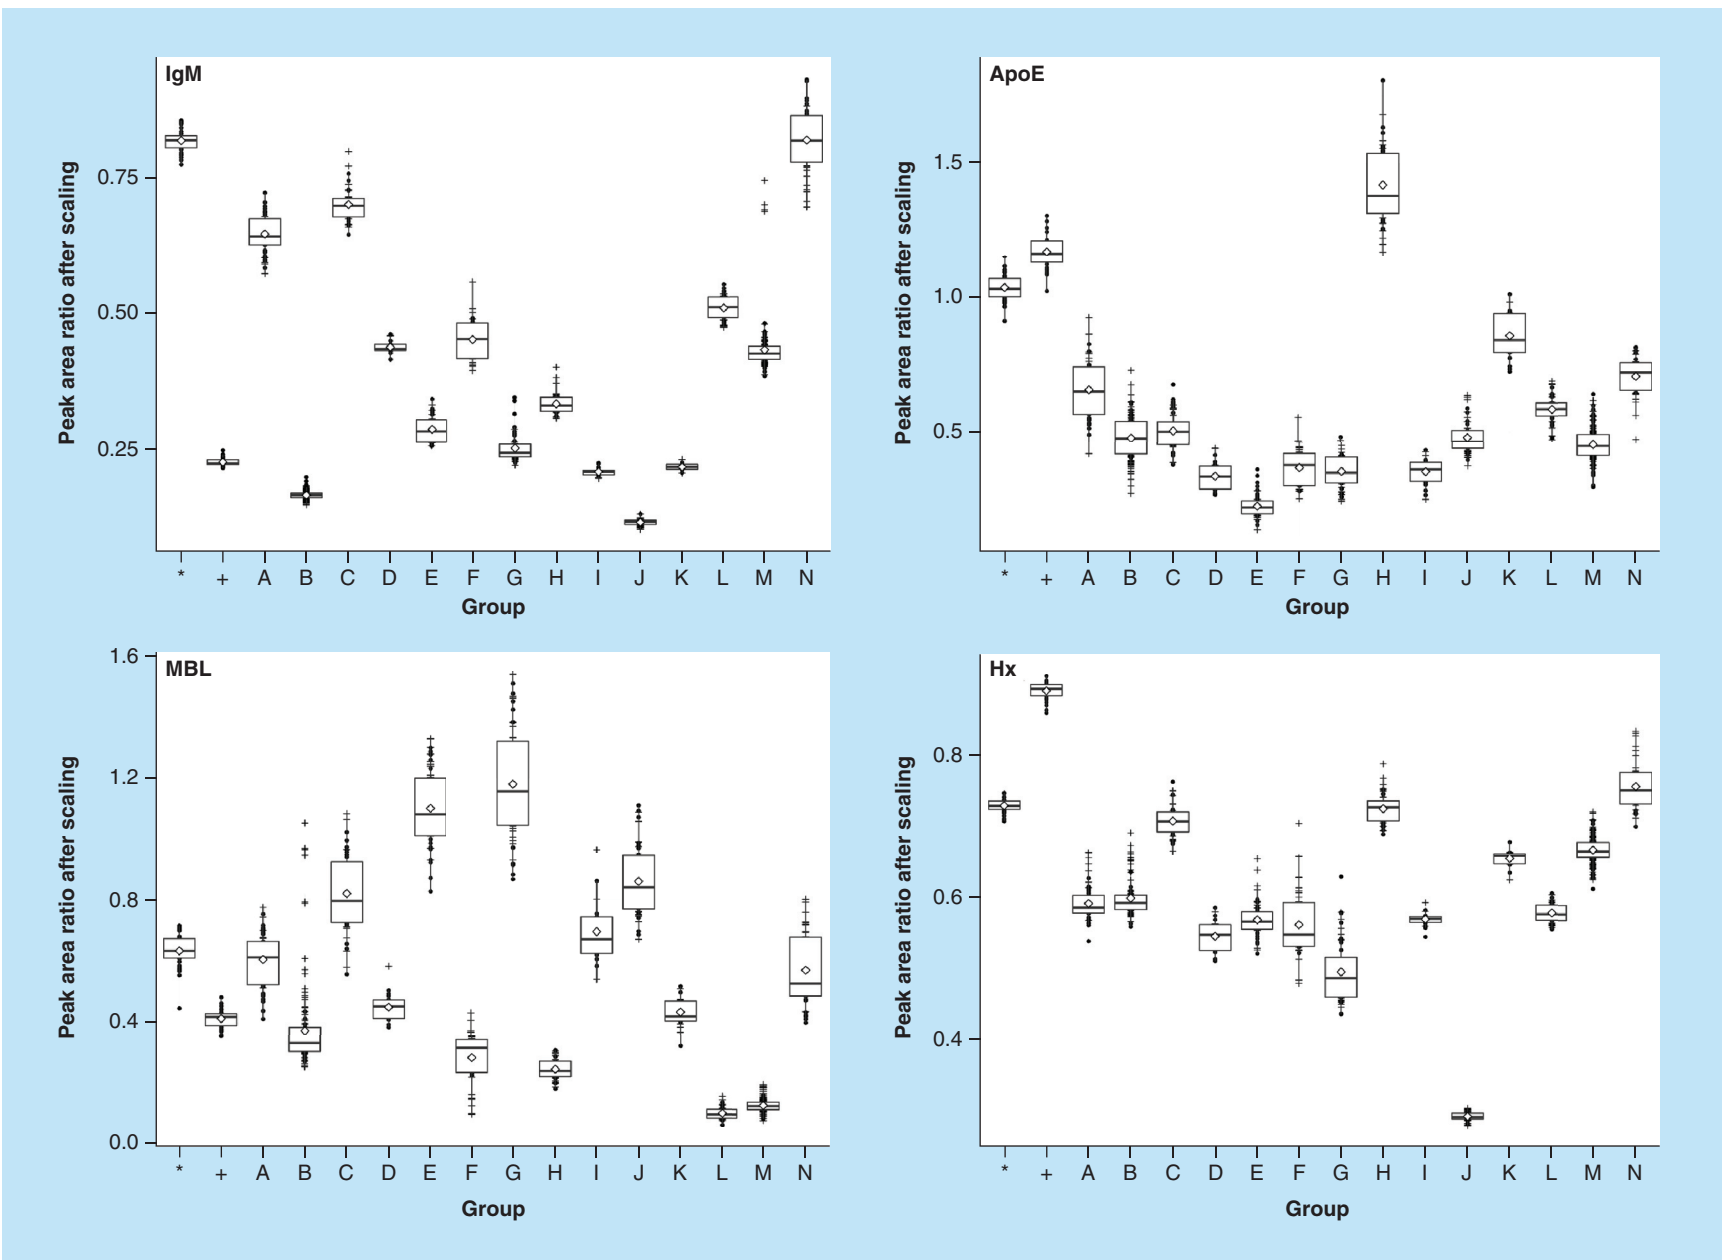 IgM
Peak area ratio after scaling
0.75
0.50
0.25
* + A B C D E F G H I J K L M N
Group
ApoE
Peak area ratio after scaling
1.5
1.0
0.5
* + A B C D E F G H I J K L M N
Group
MBL
Peak area ratio after scaling
1.6
1.2
0.8
0.4
0.0
* + A B C D E F G H I J K L M N
Group
Hx
Peak area ratio after scaling
0.8
0.6
0.4
* + A B C D E F G H I J K L M N
Group